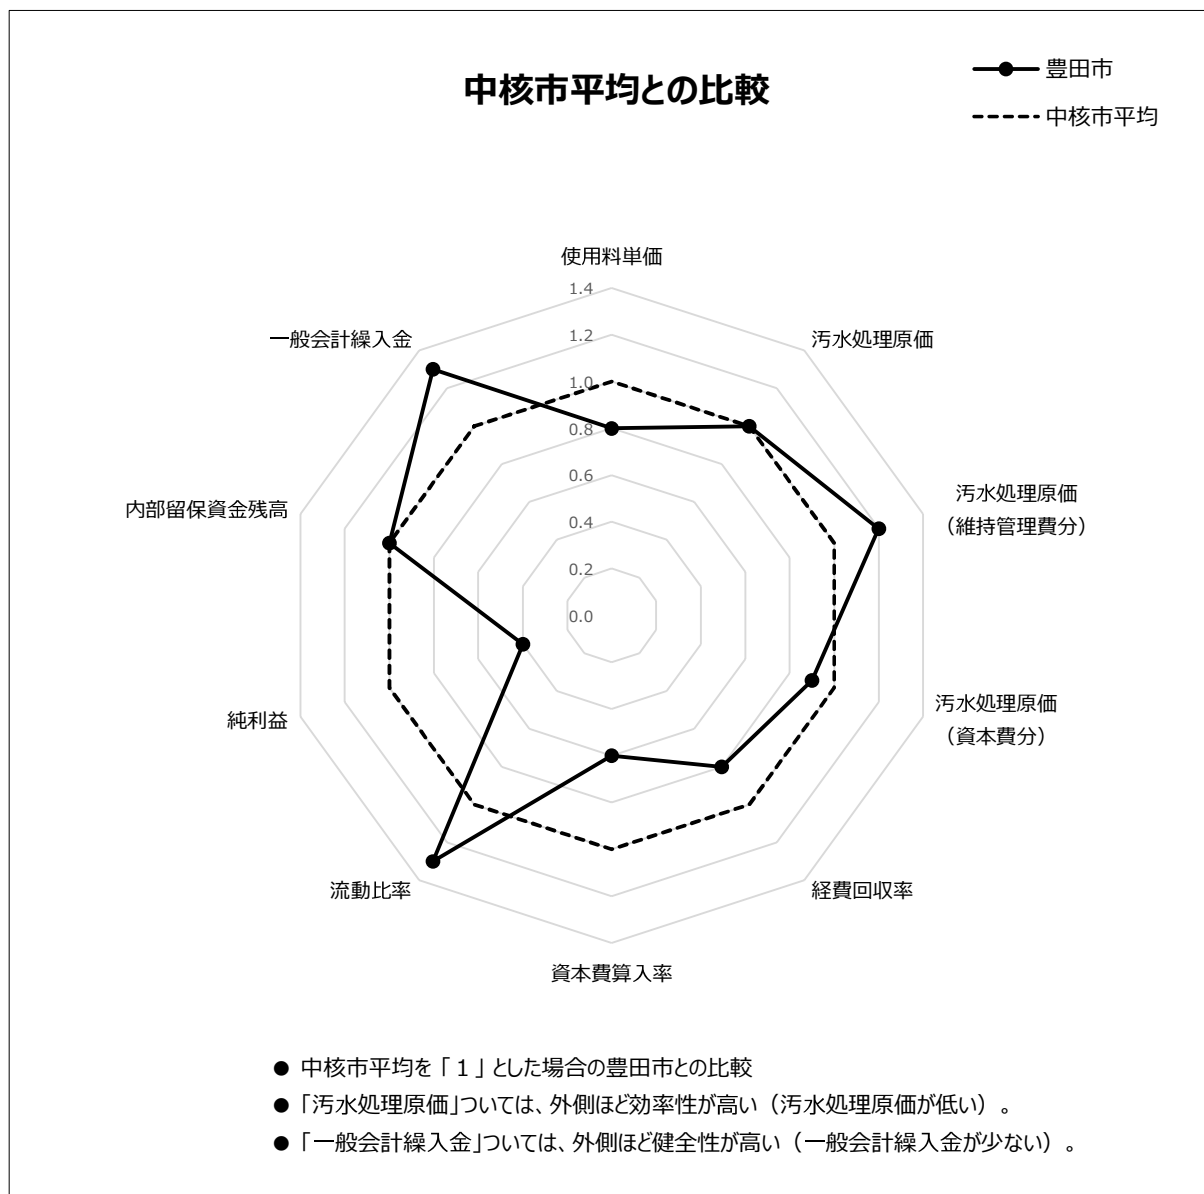 中核市平均との比較
豊田市
中核市平均
使用料単価
汚水処理原価
汚水処理原価
（維持管理費分）
汚水処理原価
（資本費分）
経費回収率
資本費算入率
流動比率
純利益
内部留保資金残高
一般会計繰入金
1.4
1.2
1.0
0.8
0.6
0.4
0.2
0.0
● 中核市平均を「１」とした場合の豊田市との比較
● 「汚水処理原価」ついては、外側ほど効率性が高い（汚水処理原価が低い）。
● 「一般会計繰入金」ついては、外側ほど健全性が高い（一般会計繰入金が少ない）。